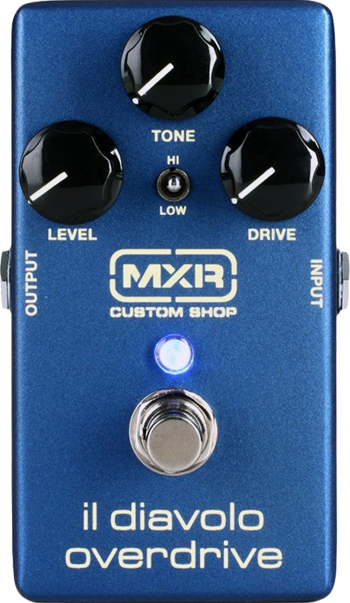 TONE
HI
LOW
LEVEL
DRIVE
OUTPUT
INPUT
MXR
CUSTOM SHOP
il diavolo
overdrive